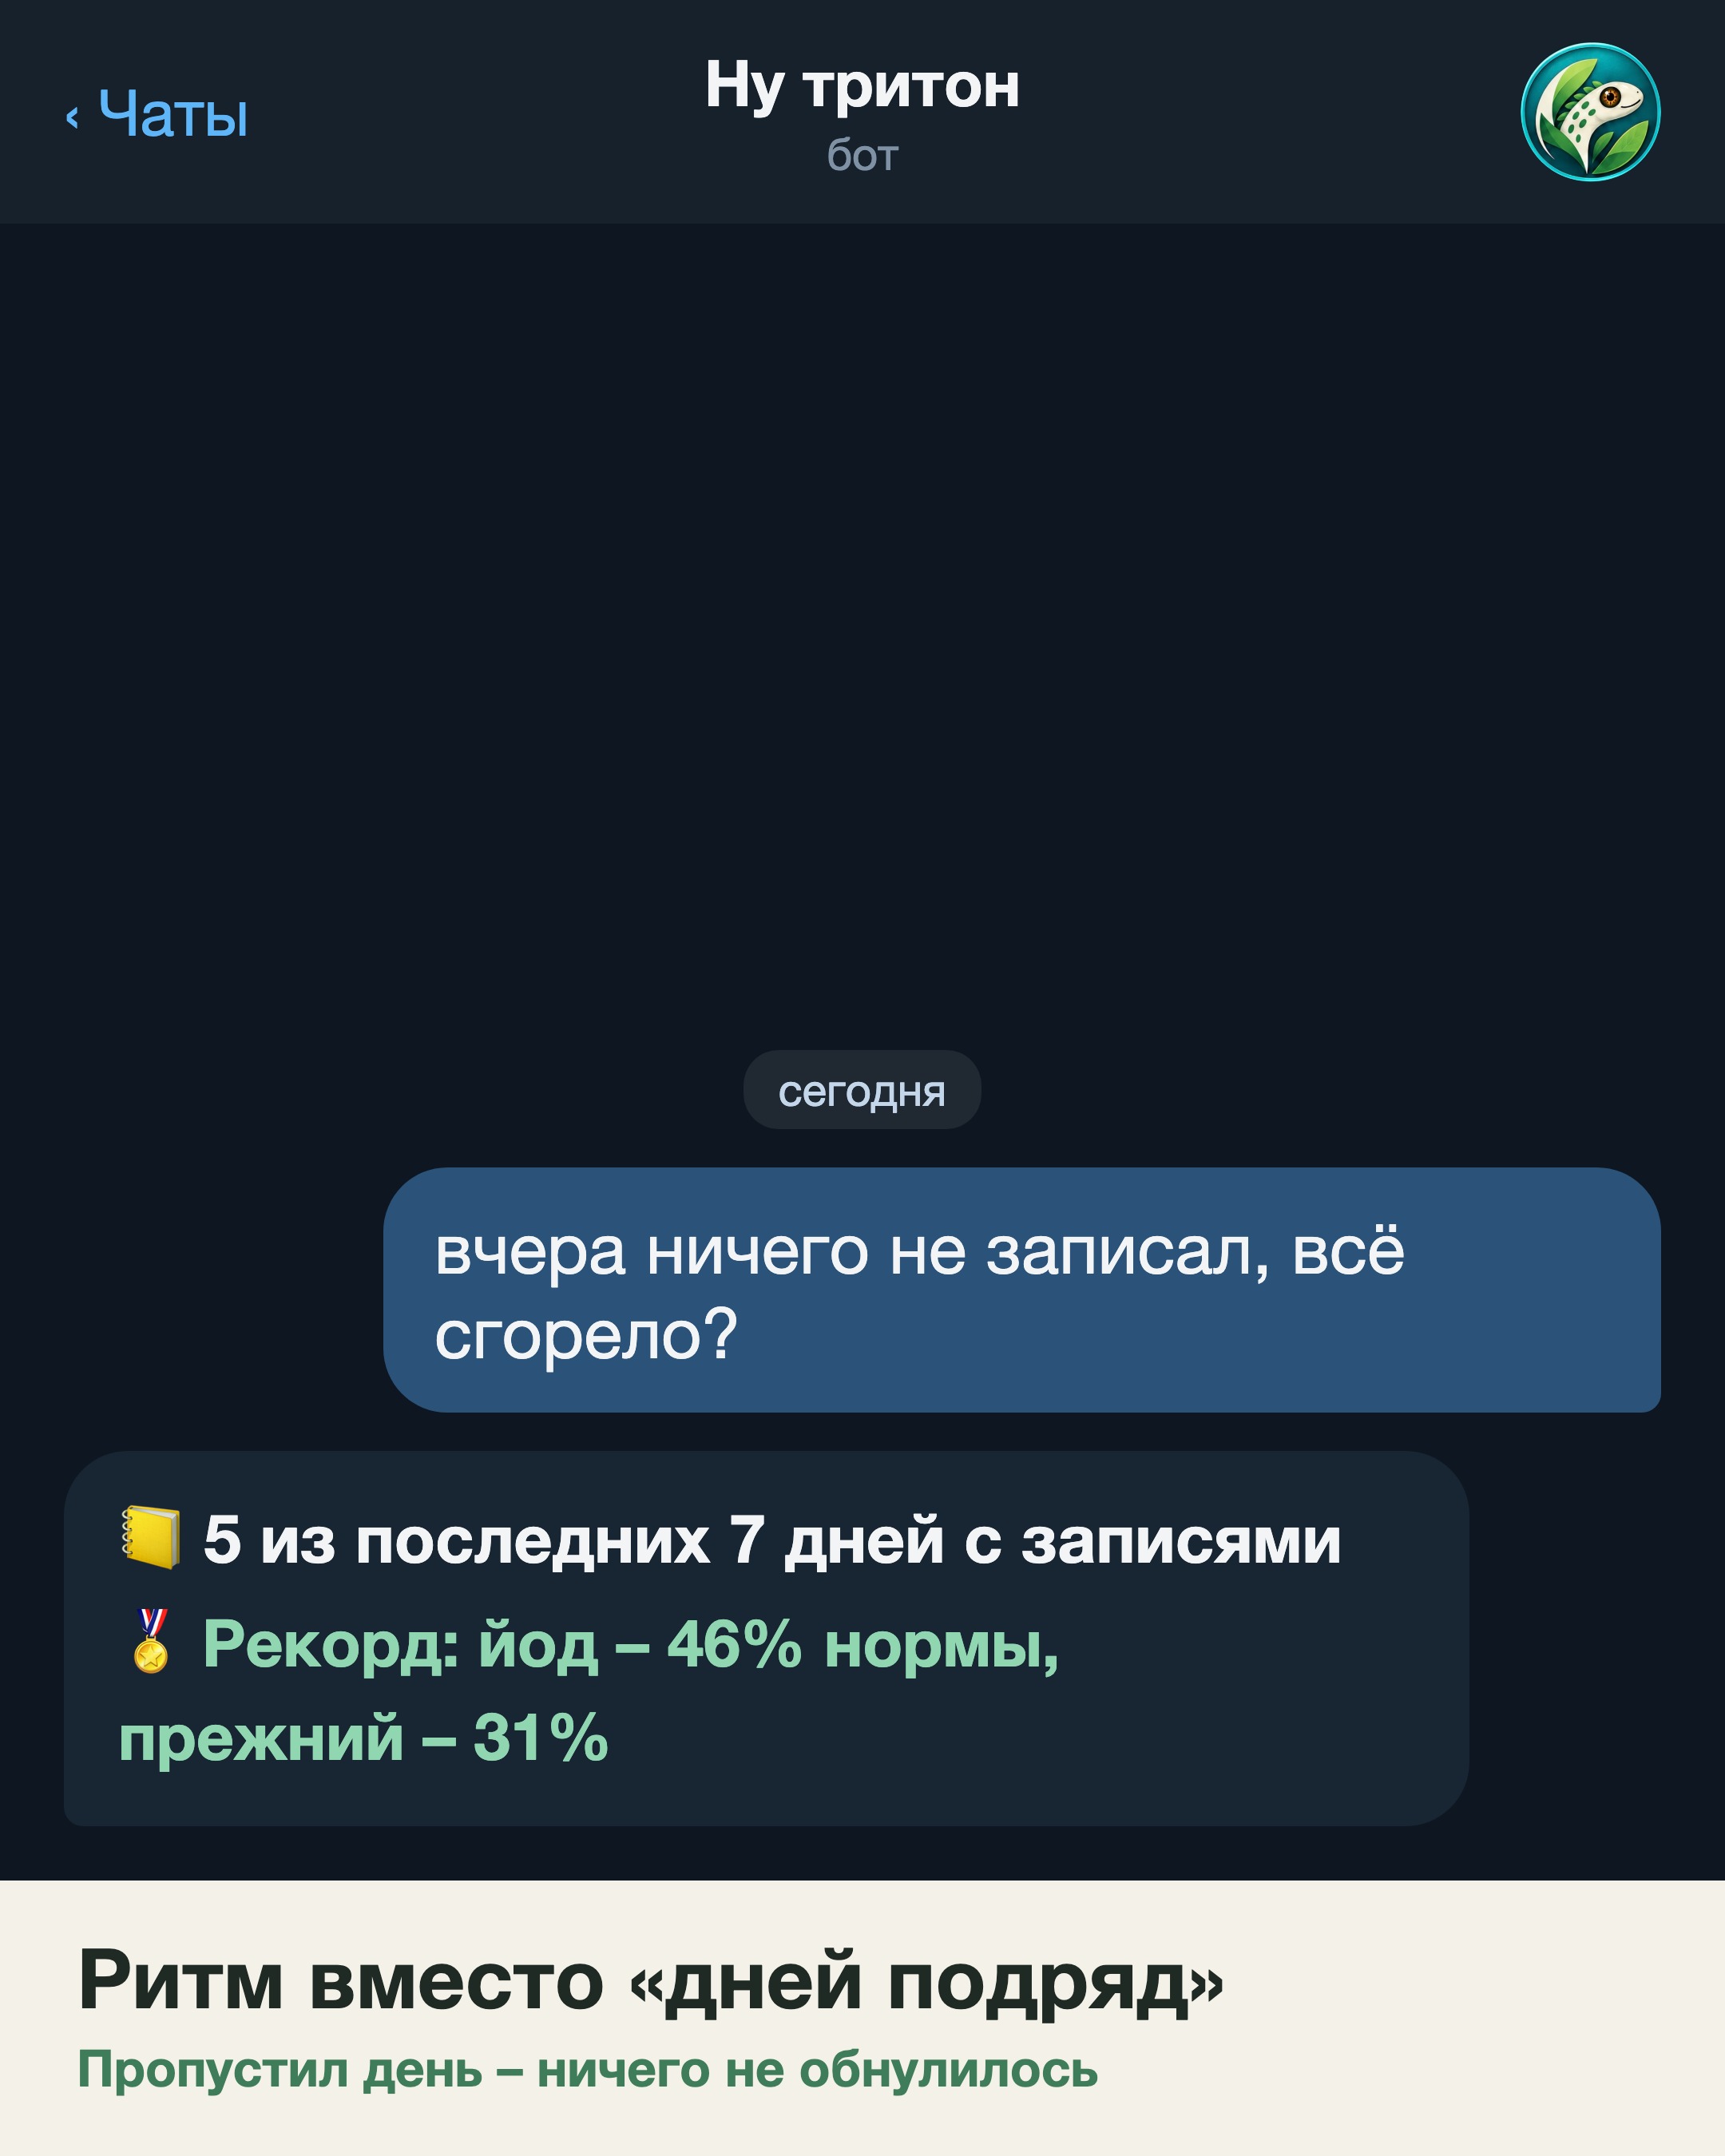 ‹ Чаты
Ну тритон
бот
сегодня
вчера ничего не записал, всё
сгорело?
📒 5 из последних 7 дней с записями
🏅 Рекорд: йод – 46% нормы,
прежний – 31%
Ритм вместо «дней подряд»
Пропустил день – ничего не обнулилось